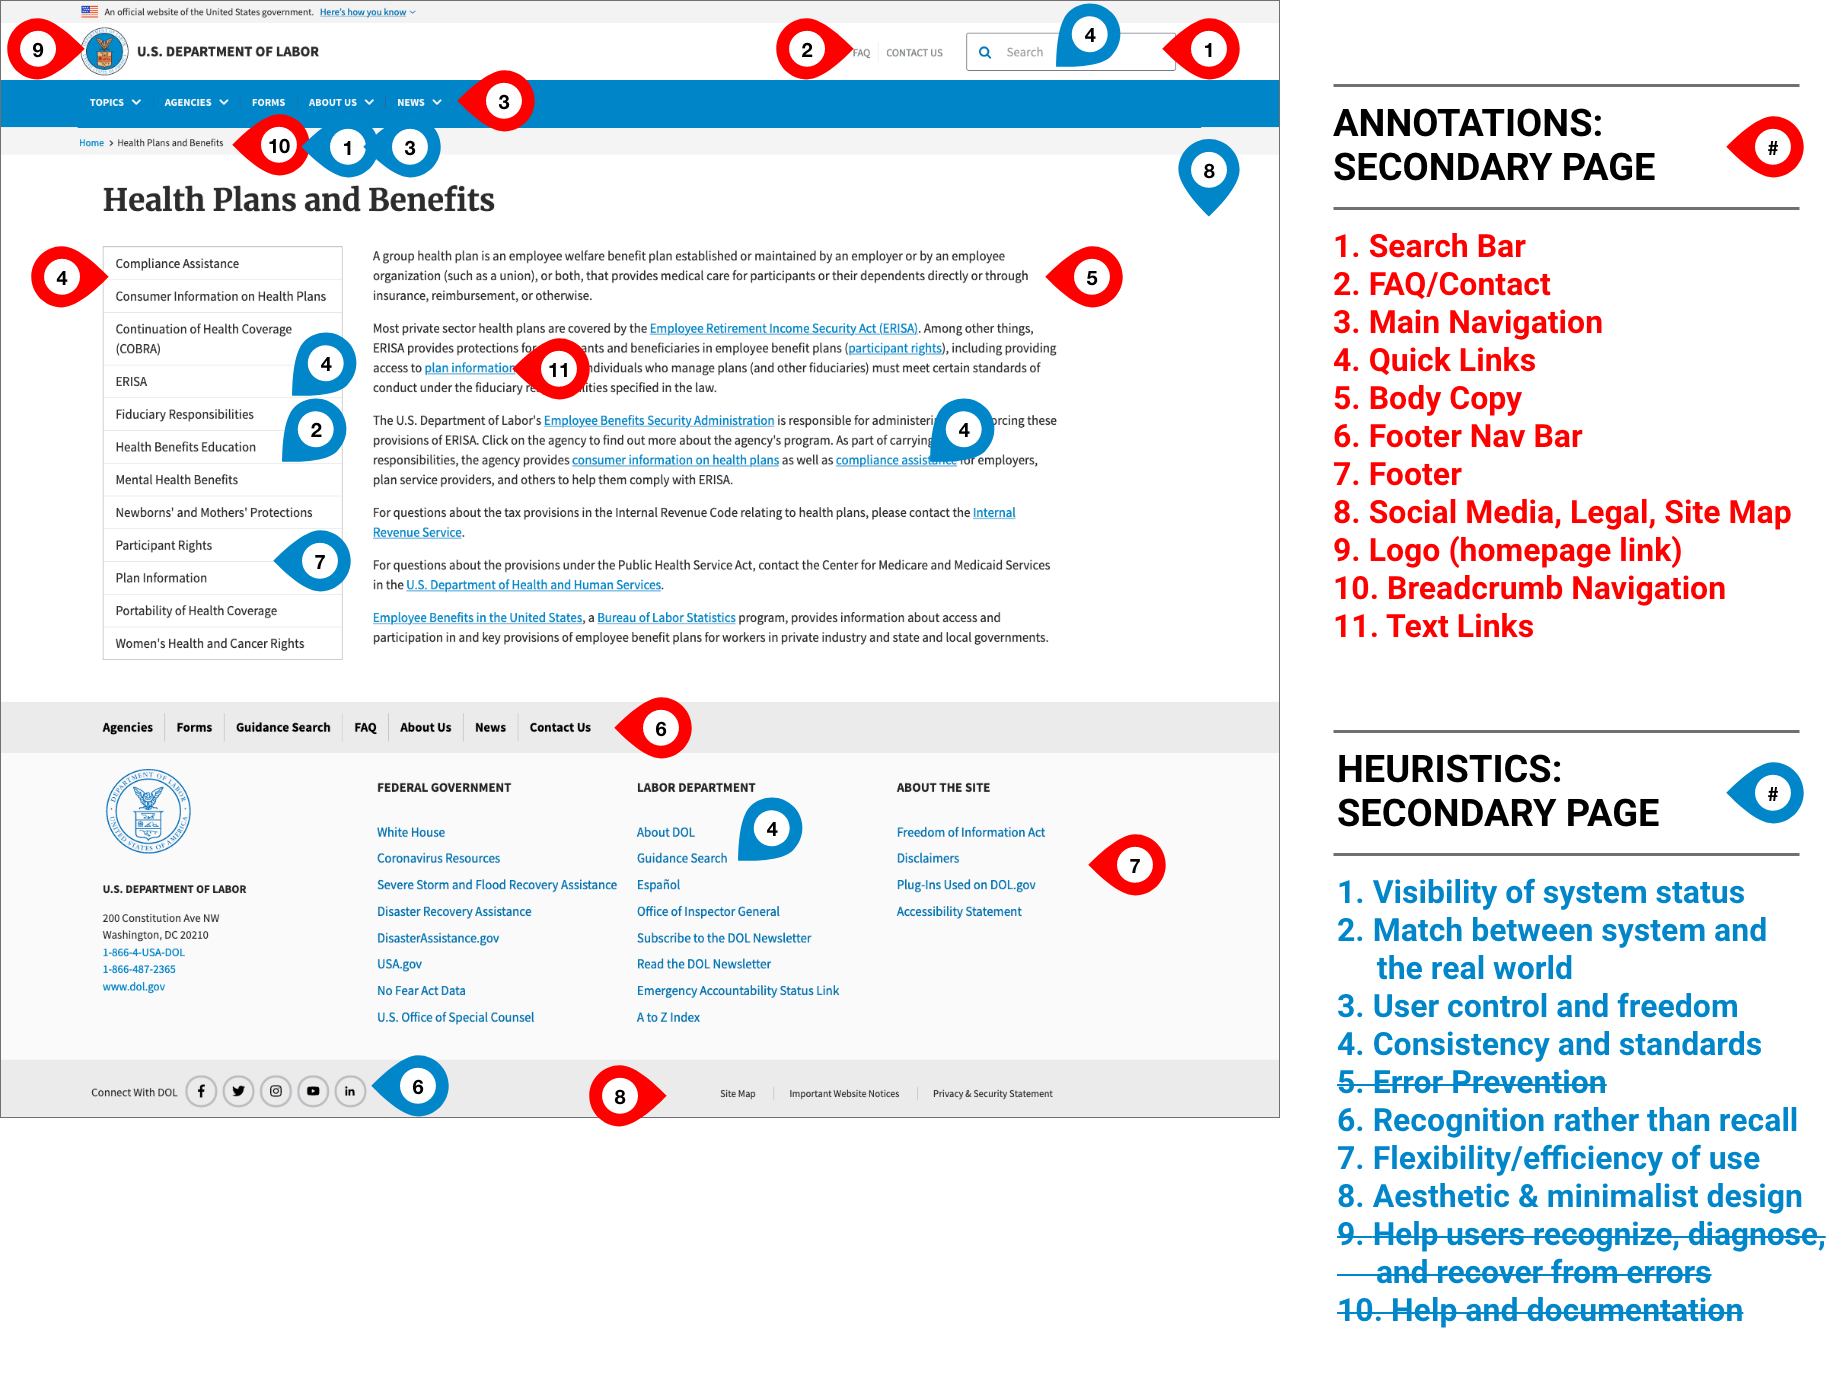 An official website of the United States government. Here's how you know
9
U.S. DEPARTMENT OF LABOR
2
FAQ
CONTACT US
Search
4
1
TOPICS
AGENCIES
FORMS
ABOUT US
NEWS
3
Home > Health Plans and Benefits
10
1
3
8
Health Plans and Benefits
4
Compliance Assistance
Consumer Information on Health Plans
Continuation of Health Coverage
(COBRA)
4
ERISA
Fiduciary Responsibilities
2
Health Benefits Education
Mental Health Benefits
Newborns' and Mothers' Protections
Participant Rights
7
Plan Information
Portability of Health Coverage
Women's Health and Cancer Rights
A group health plan is an employee welfare benefit plan established or maintained by an employer or by an employee
organization (such as a union), or both, that provides medical care for participants or their dependents directly or through
5
insurance, reimbursement, or otherwise.
Most private sector health plans are covered by the Employee Retirement Income Security Act (ERISA). Among other things,
ERISA provides protections for ants and beneficiaries in employee benefit plans (participant rights), including providing
access to plan information 11 ndividuals who manage plans (and other fiduciaries) must meet certain standards of
conduct under the fiduciary re lities specified in the law.
The U.S. Department of Labor's Employee Benefits Security Administration is responsible for administeri orcing these
4
provisions of ERISA. Click on the agency to find out more about the agency's program. As part of carrying
responsibilities, the agency provides consumer information on health plans as well as compliance assistance for employers,
plan service providers, and others to help them comply with ERISA.
For questions about the tax provisions in the Internal Revenue Code relating to health plans, please contact the Internal
Revenue Service.
For questions about the provisions under the Public Health Service Act, contact the Center for Medicare and Medicaid Services
in the U.S. Department of Health and Human Services.
Employee Benefits in the United States, a Bureau of Labor Statistics program, provides information about access and
participation in and key provisions of employee benefit plans for workers in private industry and state and local governments.
Agencies
Forms
Guidance Search
FAQ
About Us
News
Contact Us
6
DEPARTMENT OF LABOR
UNITED STATES OF AMERICA
U.S. DEPARTMENT OF LABOR
200 Constitution Ave NW
Washington, DC 20210
1-866-4-USA-DOL
1-866-487-2365
www.dol.gov
FEDERAL GOVERNMENT
White House
Coronavirus Resources
Severe Storm and Flood Recovery Assistance
Disaster Recovery Assistance
DisasterAssistance.gov
USA.gov
No Fear Act Data
U.S. Office of Special Counsel
LABOR DEPARTMENT
About DOL
4
Guidance Search
Español
Office of Inspector General
Subscribe to the DOL Newsletter
Read the DOL Newsletter
Emergency Accountability Status Link
A to Z Index
ABOUT THE SITE
Freedom of Information Act
Disclaimers
Plug-Ins Used on DOL.gov
Accessibility Statement
7
Connect With DOL
6
8
Site Map
Important Website Notices
Privacy & Security Statement
ANNOTATIONS:
SECONDARY PAGE
#
1. Search Bar
2. FAQ/Contact
3. Main Navigation
4. Quick Links
5. Body Copy
6. Footer Nav Bar
7. Footer
8. Social Media, Legal, Site Map
9. Logo (homepage link)
10. Breadcrumb Navigation
11. Text Links
HEURISTICS:
SECONDARY PAGE
#
1. Visibility of system status
2. Match between system and
the real world
3. User control and freedom
4. Consistency and standards
5. Error Prevention
6. Recognition rather than recall
7. Flexibility/efficiency of use
8. Aesthetic & minimalist design
9. Help users recognize, diagnose,
and recover from errors
10. Help and documentation